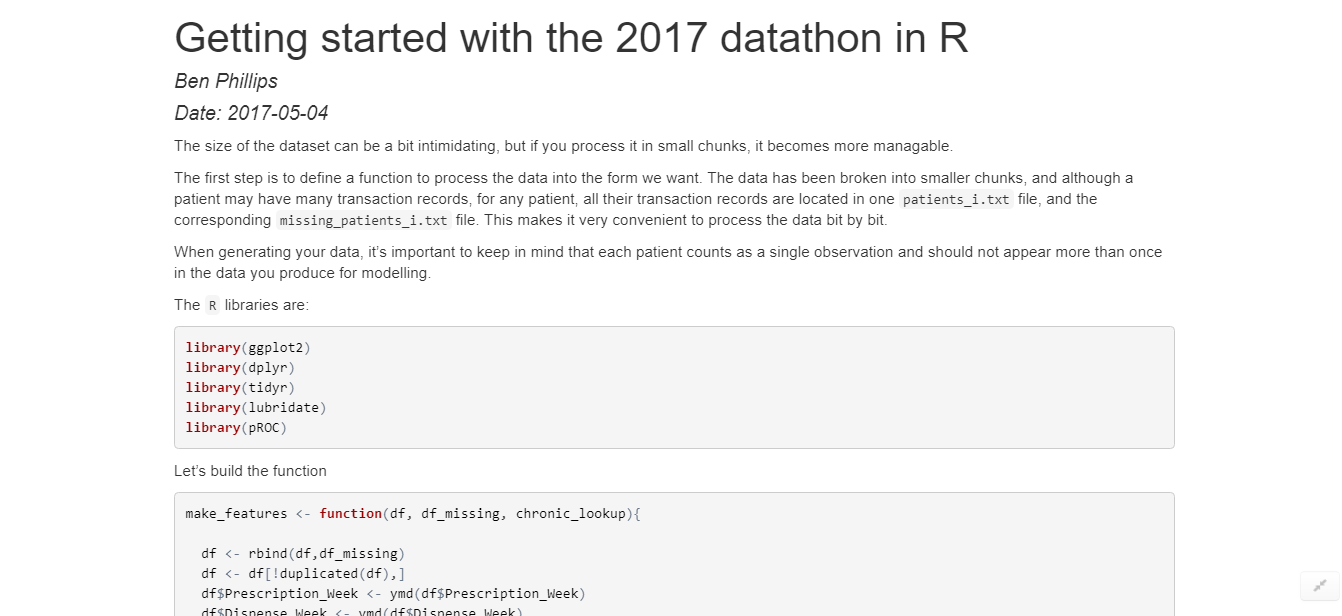 Getting started with the 2017 datathon in R
Ben Phillips
Date: 2017-05-04
The size of the dataset can be a bit intimidating, but if you process it in small chunks, it becomes more managable.
The first step is to define a function to process the data into the form we want. The data has been broken into smaller chunks, and although a
patient may have many transaction records, for any patient, all their transaction records are located in one patients_i.txt file, and the
corresponding missing_patients_i.txt file. This makes it very convenient to process the data bit by bit.
When generating your data, it’s important to keep in mind that each patient counts as a single observation and should not appear more than once
in the data you produce for modelling.
The R libraries are:
library(ggplot2)
library(dplyr)
library(tidyr)
library(lubridate)
library(pROC)
Let’s build the function
make_features <- function(df, df_missing, chronic_lookup){
df <- rbind(df,df_missing)
df <- df[!duplicated(df),]
df$Prescription_Week <- ymd(df$Prescription_Week)
df$Dispense_Week <- ymd(df$Dispense_Week)